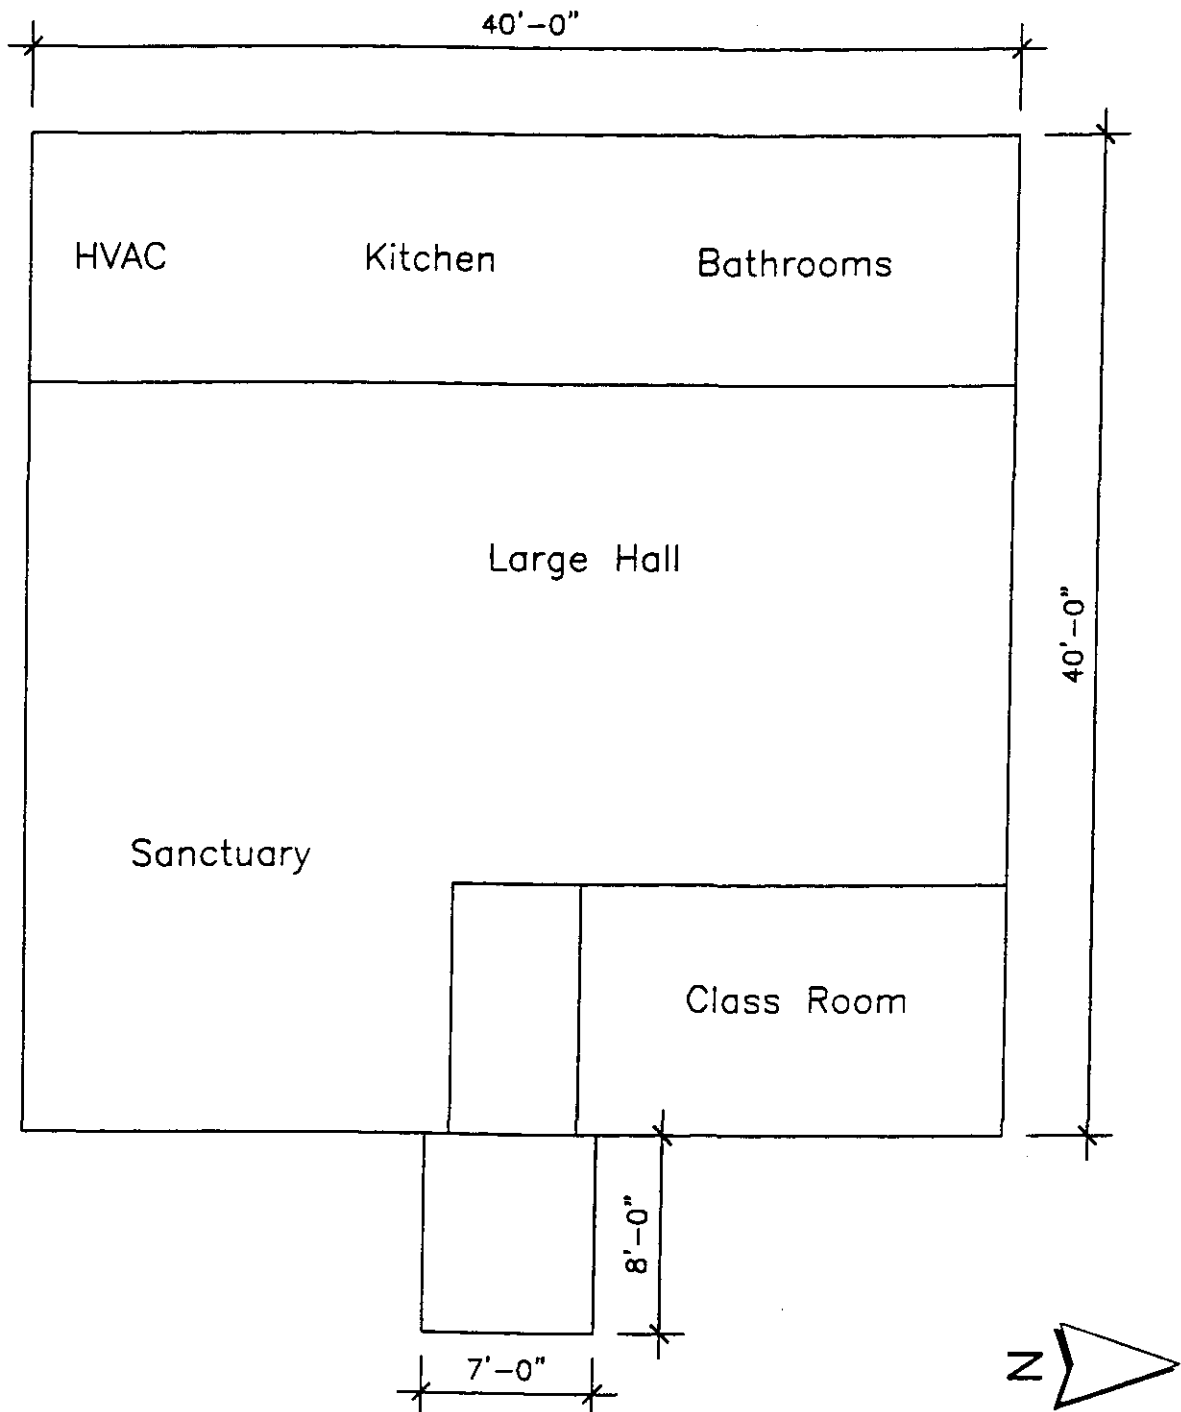 40'-0"
HVAC
Kitchen
Bathrooms
Large Hall
40'-0"
Sanctuary
Class Room
8'-0"
7'-0"
N